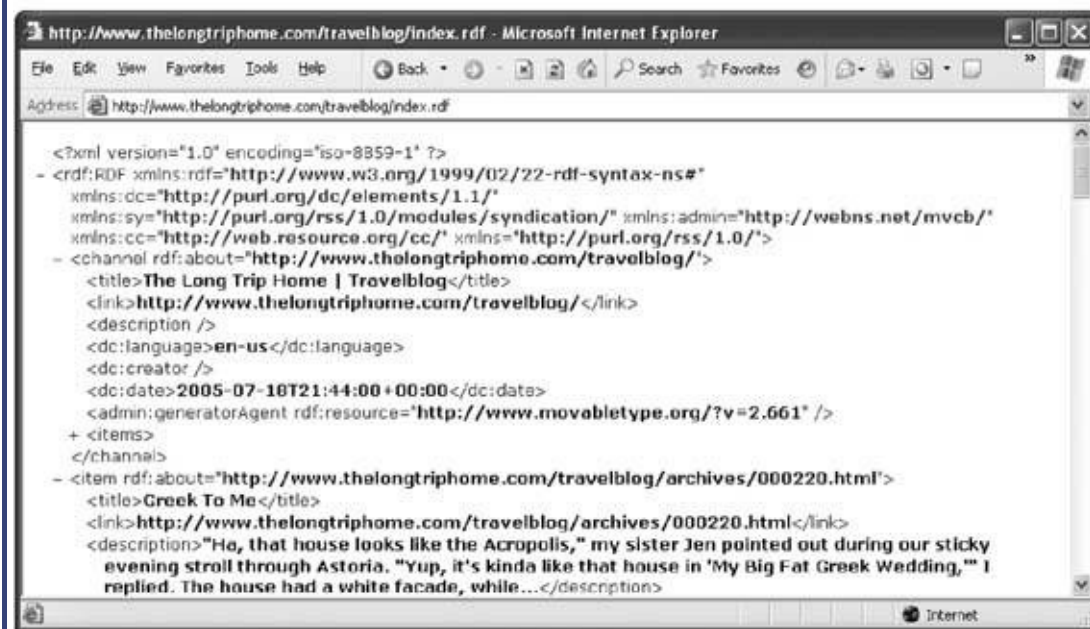 http://www.thelongtriphome.com/travelblog/index.rdf - Microsoft Internet Explorer
File Edit View Favorites Tools Help Back Search Favorites »
Address http://www.thelongtriphome.com/travelblog/index.rdf
<?xml version="1.0" encoding="iso-8859-1" ?>
- <rdf:RDF xmlns:rdf="http://www.w3.org/1999/02/22-rdf-syntax-ns#"
xmlns:dc="http://purl.org/dc/elements/1.1/"
xmlns:sy="http://purl.org/rss/1.0/modules/syndication/" xmlns:admin="http://webns.net/mvcb/"
xmlns:cc="http://web.resource.org/cc/" xmlns="http://purl.org/rss/1.0/">
- <channel rdf:about="http://www.thelongtriphome.com/travelblog/">
<title>The Long Trip Home | Travelblog</title>
<link>http://www.thelongtriphome.com/travelblog/</link>
<description />
<dc:language>en-us</dc:language>
<dc:creator />
<dc:date>2005-07-18T21:44:00+00:00</dc:date>
<admin:generatorAgent rdf:resource="http://www.movabletype.org/?v=2.661" />
+ <items>
</channel>
- <item rdf:about="http://www.thelongtriphome.com/travelblog/archives/000220.html">
<title>Greek To Me</title>
<link>http://www.thelongtriphome.com/travelblog/archives/000220.html</link>
<description>"Ha, that house looks like the Acropolis," my sister Jen pointed out during our sticky
evening stroll through Astoria. "Yup, it's kinda like that house in 'My Big Fat Greek Wedding,'" I
replied. The house had a white facade, while...</description>
Internet